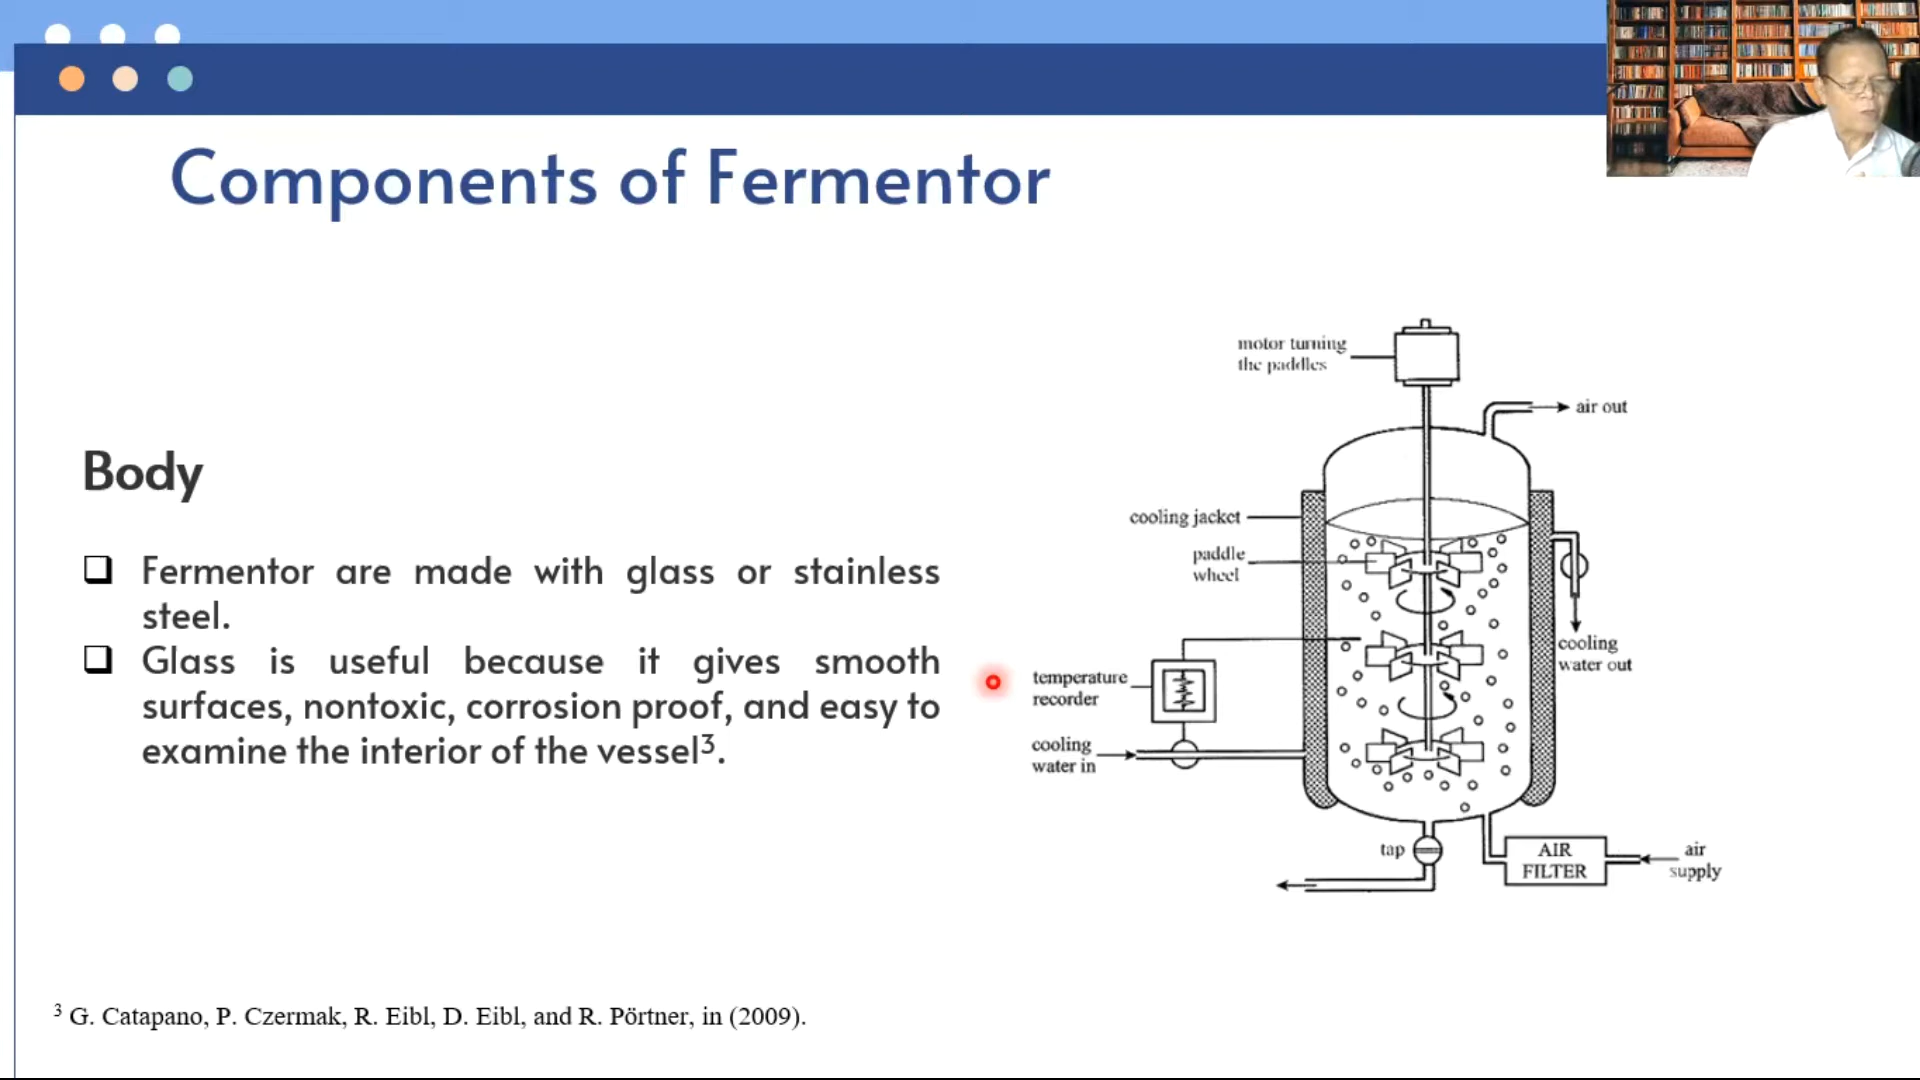 Components of Fermentor
Body
Fermentor are made with glass or stainless
steel.
Glass is useful because it gives smooth
surfaces, nontoxic, corrosion proof, and easy to
examine the interior of the vessel³.
motor turning
the paddles
air out
cooling jacket
paddle
wheel
cooling
water out
temperature
recorder
cooling
water in
tap
AIR
FILTER
air
supply
³ G. Catapano, P. Czermak, R. Eibl, D. Eibl, and R. Pörtner, in (2009).